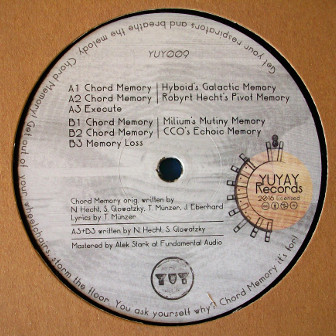 YUY009
A1 Chord Memory | Hyboid's Galactic Memory
A2 Chord Memory | Robyrt Hecht's Pivot Memory
A3 Execute
B1 Chord Memory | Milium's Mutiny Memory
B2 Chord Memory | CCO's Echoic Memory
B3 Memory Loss
Chord Memory orig. written by
N. Hecht, S. Glowatzky, T. Münzer, J. Eberhard
Lyrics by T. Münzer
A3+B3 written by N. Hecht, S. Glowatzky
Mastered by Alek Stark at Fundamental Audio
YUYAY
Records
2016 licensed
YUY
Get your respirators and breathe the melody. Chord Memory! Get out of your wheelchairs, storm the floor. You ask yourself why? Chord Memory it's for!